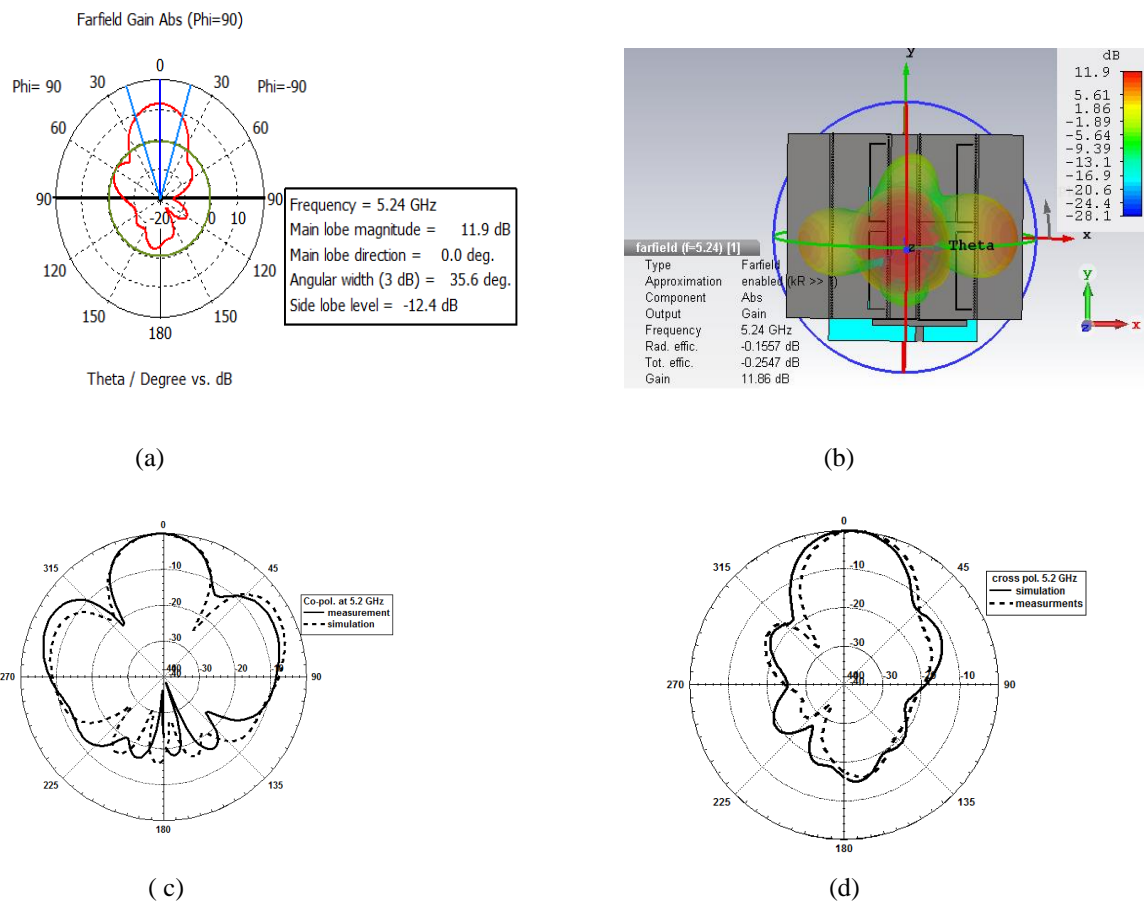 Farfield Gain Abs (Phi=90)
0
Phi= 90 30 30 Phi=-90
60 60
90 -20 0 10 90
120 120
150 150
180
Theta / Degree vs. dB
Frequency = 5.24 GHz
Main lobe magnitude = 11.9 dB
Main lobe direction = 0.0 deg.
Angular width (3 dB) = 35.6 deg.
Side lobe level = -12.4 dB
(a)
y
dB
11.9
5.61
1.86
-1.89
-5.64
-9.39
-13.1
-16.9
-20.6
-24.4
-28.1
x
z
Theta
farfield (f=5.24) [1]
Type Farfield
Approximation enabled (kR >> 1)
Component Abs
Output Gain
Frequency 5.24 GHz
Rad. effic. -0.1557 dB
Tot. effic. -0.2547 dB
Gain 11.86 dB
y
z x
(b)
0
315 45
-10
-20
-30
270 -40 -30 -20 -10 90
225 135
180
Co-pol. at 5.2 GHz
measurement
simulation
( c)
0
315 45
-10
-20
-30
-40
270 -40 -30 -20 -10 90
225 135
180
cross pol. 5.2 GHz
simulation
measurments
(d)